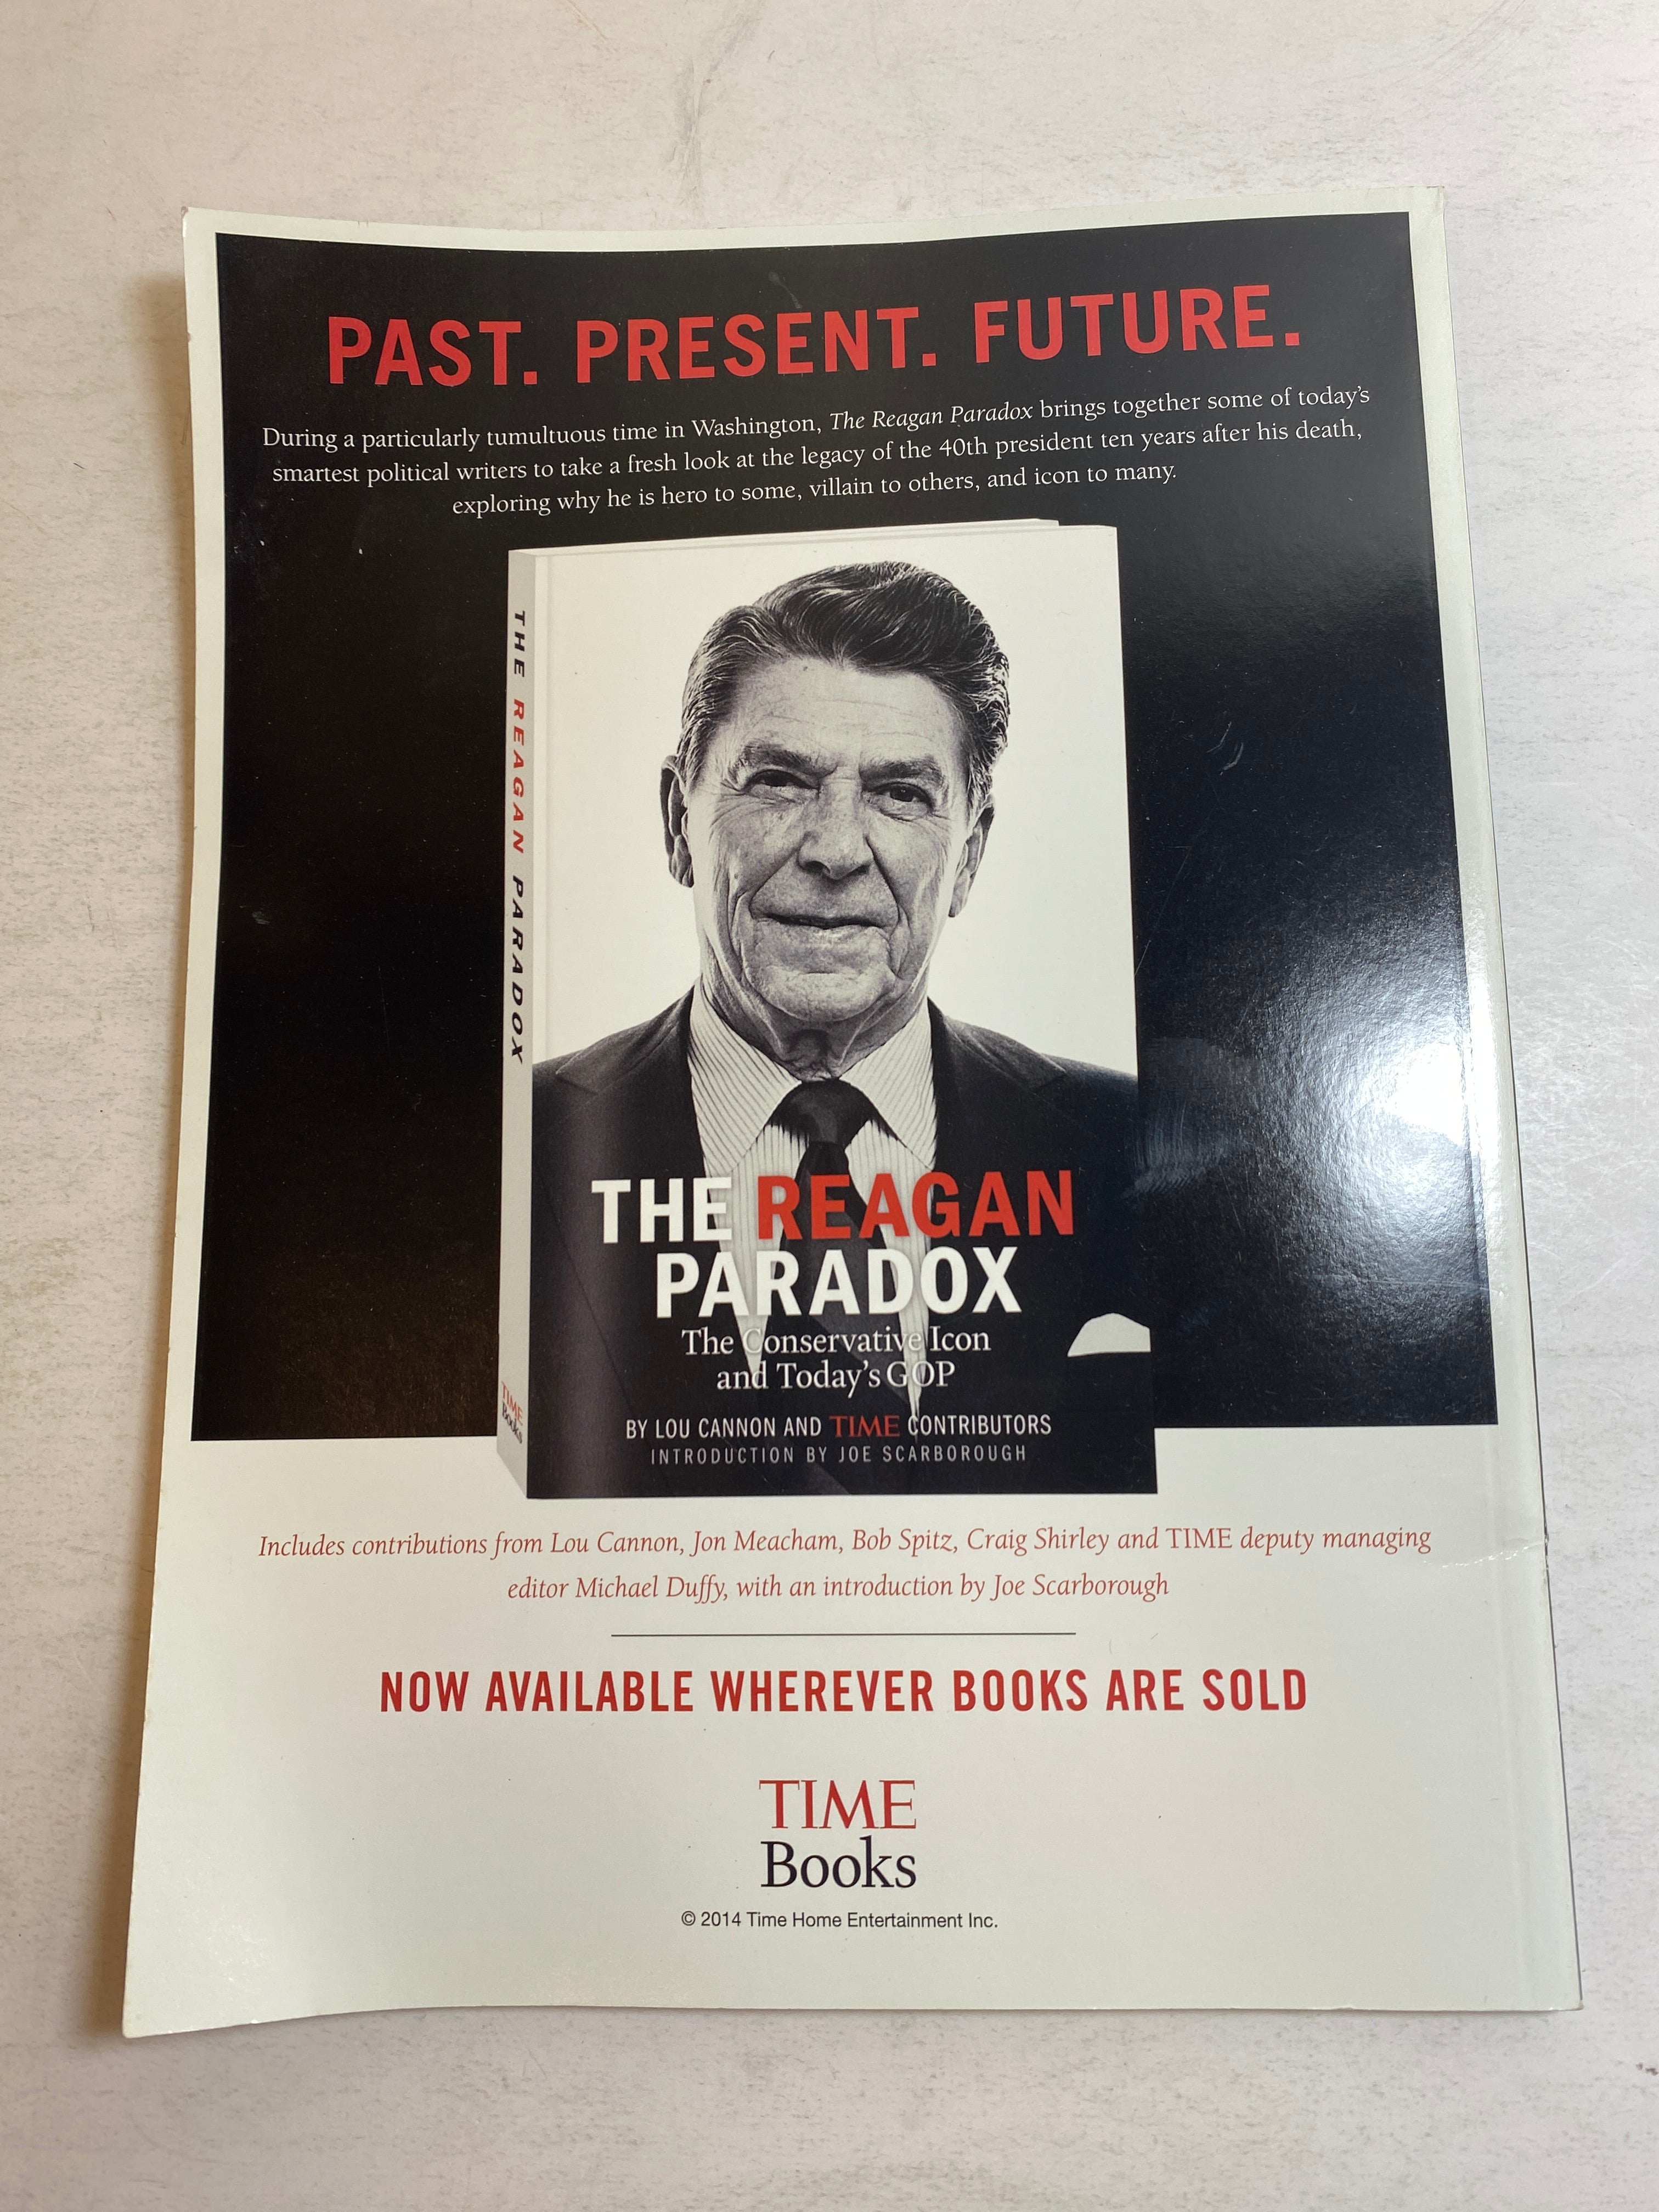 PAST. PRESENT. FUTURE.
During a particularly tumultuous time in Washington, The Reagan Paradox brings together some of today's
smartest political writers to take a fresh look at the legacy of the 40th president ten years after his death,
exploring why he is hero to some, villain to others, and icon to many.
THE REAGAN PARADOX
TIME
Books
THE REAGAN
PARADOX
The Conservative Icon
and Today's GOP
BY LOU CANNON AND TIME CONTRIBUTORS
INTRODUCTION BY JOE SCARBOROUGH
Includes contributions from Lou Cannon, Jon Meacham, Bob Spitz, Craig Shirley and TIME deputy managing
editor Michael Duffy, with an introduction by Joe Scarborough
NOW AVAILABLE WHEREVER BOOKS ARE SOLD
TIME
Books
© 2014 Time Home Entertainment Inc.